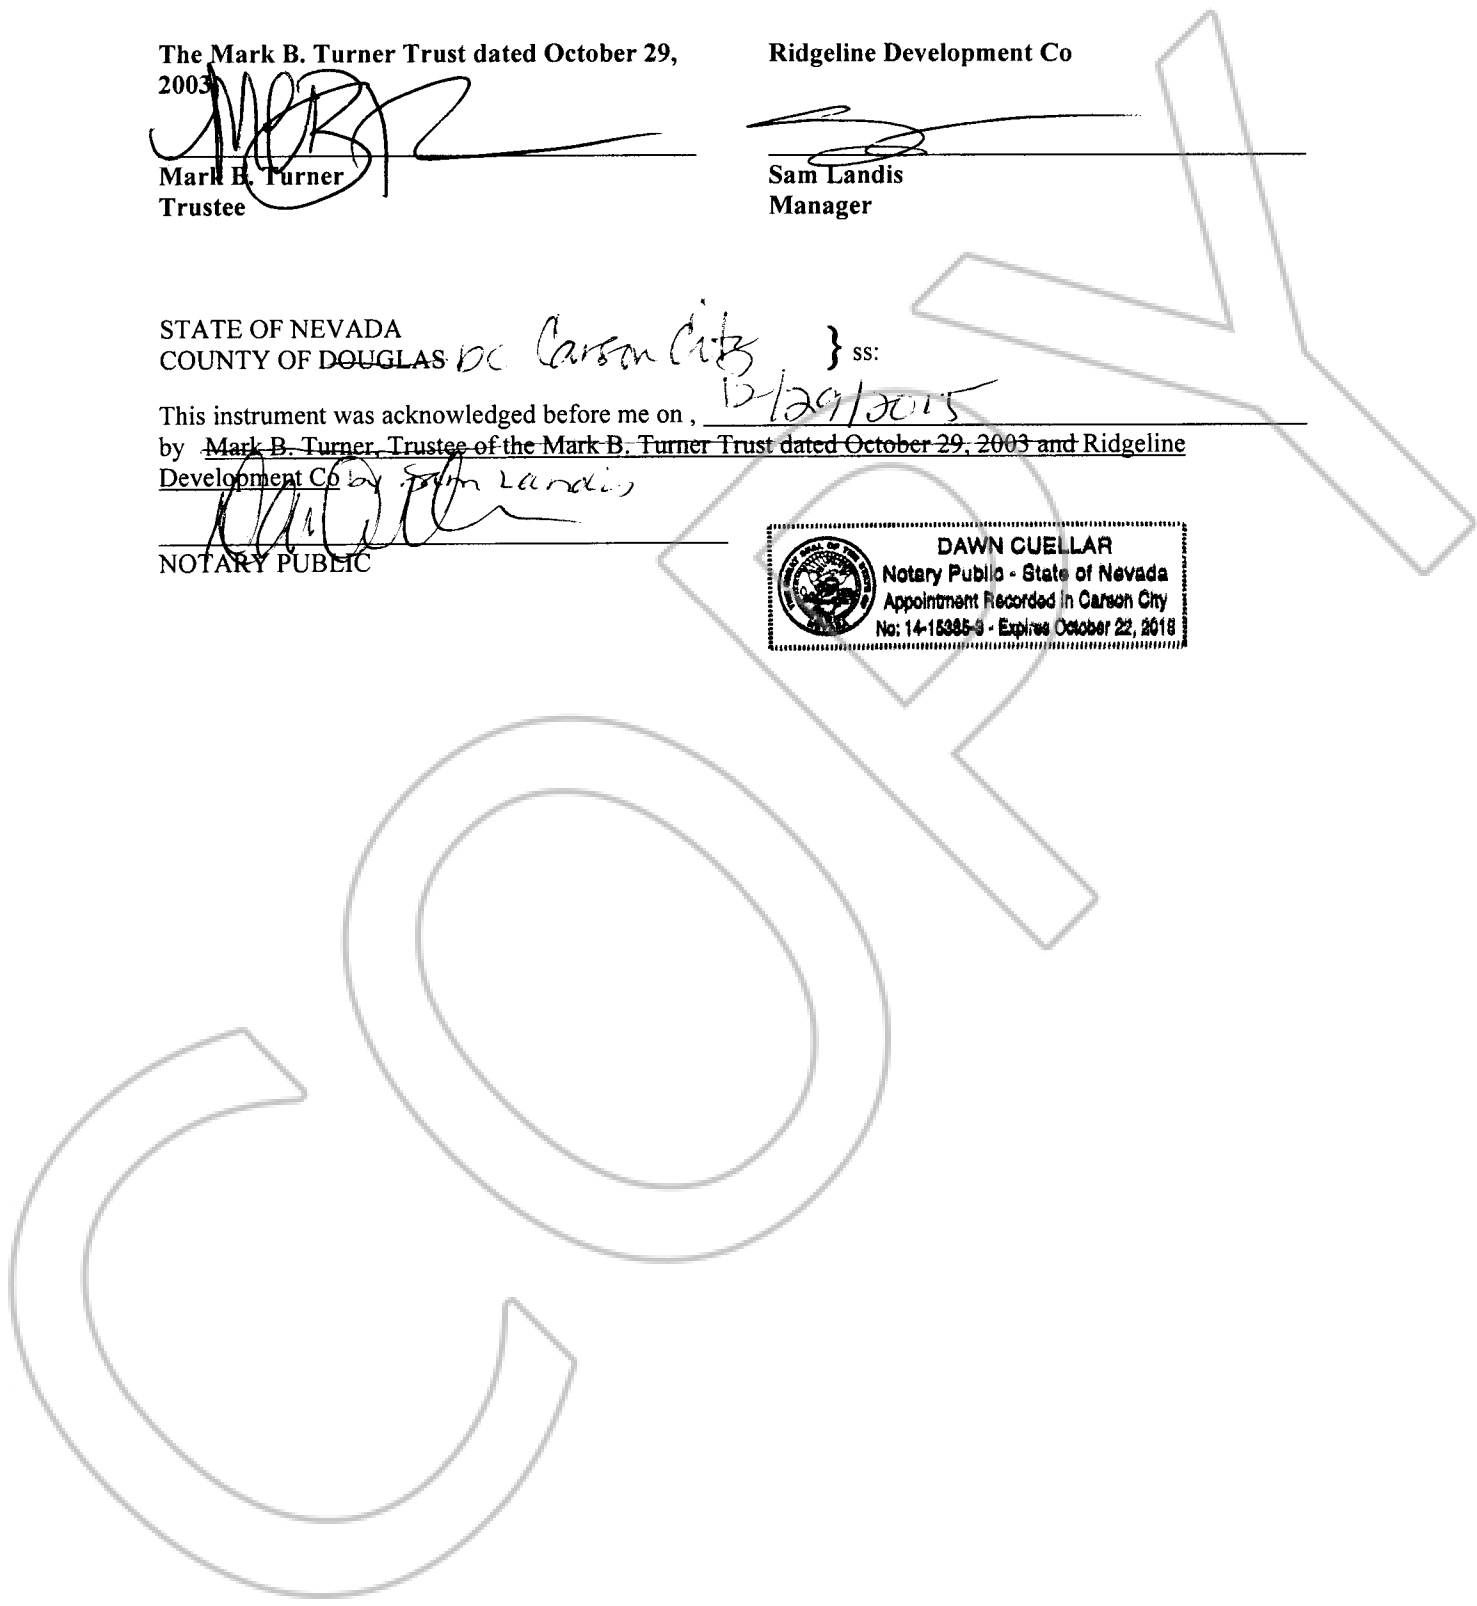 The Mark B. Turner Trust dated October 29,
2003
Mark B. Turner
Trustee
Ridgeline Development Co
Sam Landis
Manager
STATE OF NEVADA
COUNTY OF DOUGLAS DC Carson City } ss:
This instrument was acknowledged before me on , 12/29/2015
by Mark B. Turner, Trustee of the Mark B. Turner Trust dated October 29, 2003 and Ridgeline
Development Co by Sam Landis
NOTARY PUBLIC
DAWN CUELLAR
Notary Public - State of Nevada
Appointment Recorded in Carson City
No: 14-15385-3 - Expires October 22, 2018
COPY